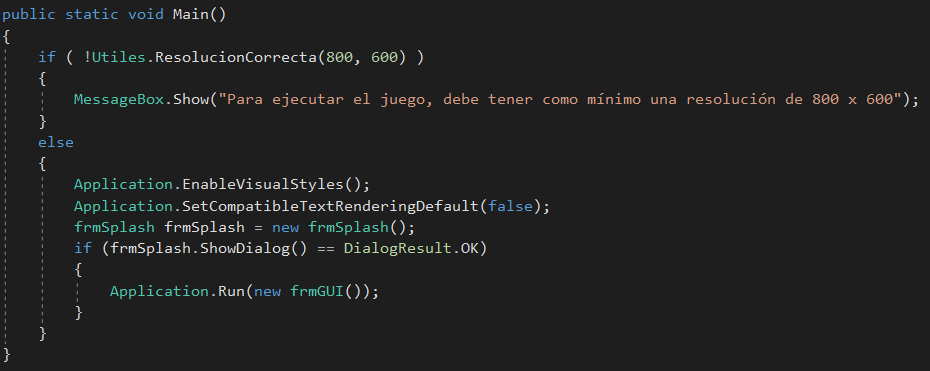 public static void Main()
{
if ( !Utiles.ResolucionCorrecta(800, 600) )
{
MessageBox.Show("Para ejecutar el juego, debe tener como mínimo una resolución de 800 x 600");
}
else
{
Application.EnableVisualStyles();
Application.SetCompatibleTextRenderingDefault(false);
frmSplash frmSplash = new frmSplash();
if (frmSplash.ShowDialog() == DialogResult.OK)
{
Application.Run(new frmGUI());
}
}
}